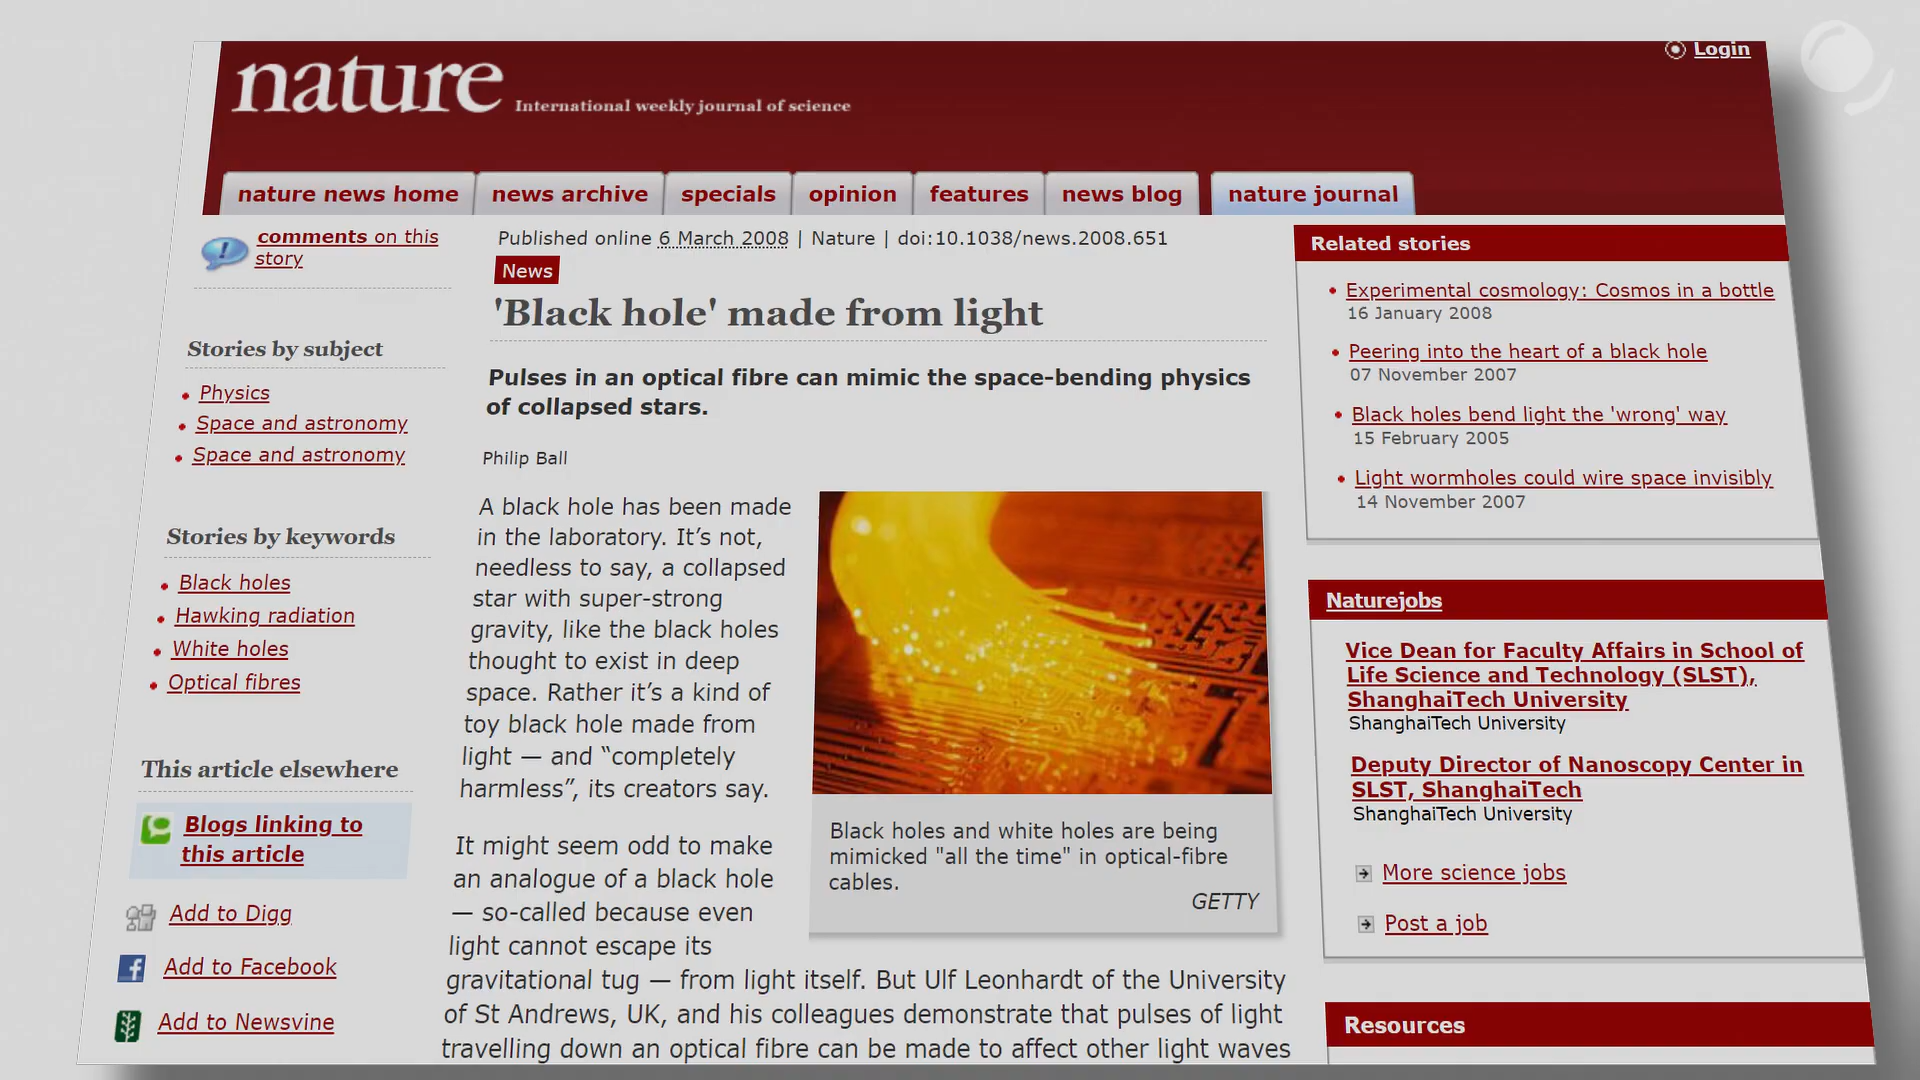 nature International weekly journal of science
Login
nature news home
news archive
specials
opinion
features
news blog
nature journal
comments on this
story
Stories by subject
Physics
Space and astronomy
Space and astronomy
Stories by keywords
Black holes
Hawking radiation
White holes
Optical fibres
This article elsewhere
Blogs linking to
this article
Add to Digg
Add to Facebook
Add to Newsvine
Published online 6 March 2008 | Nature | doi:10.1038/news.2008.651
News
'Black hole' made from light
Pulses in an optical fibre can mimic the space-bending physics
of collapsed stars.
Philip Ball
A black hole has been made
in the laboratory. It’s not,
needless to say, a collapsed
star with super-strong
gravity, like the black holes
thought to exist in deep
space. Rather it’s a kind of
toy black hole made from
light — and “completely
harmless”, its creators say.
It might seem odd to make
an analogue of a black hole
— so-called because even
light cannot escape its
gravitational tug — from light itself. But Ulf Leonhardt of the University
of St Andrews, UK, and his colleagues demonstrate that pulses of light
travelling down an optical fibre can be made to affect other light waves
Black holes and white holes are being
mimicked "all the time" in optical-fibre
cables.
GETTY
Related stories
Experimental cosmology: Cosmos in a bottle
16 January 2008
Peering into the heart of a black hole
07 November 2007
Black holes bend light the 'wrong' way
15 February 2005
Light wormholes could wire space invisibly
14 November 2007
Naturejobs
Vice Dean for Faculty Affairs in School of
Life Science and Technology (SLST),
ShanghaiTech University
ShanghaiTech University
Deputy Director of Nanoscopy Center in
SLST, ShanghaiTech
ShanghaiTech University
More science jobs
Post a job
Resources